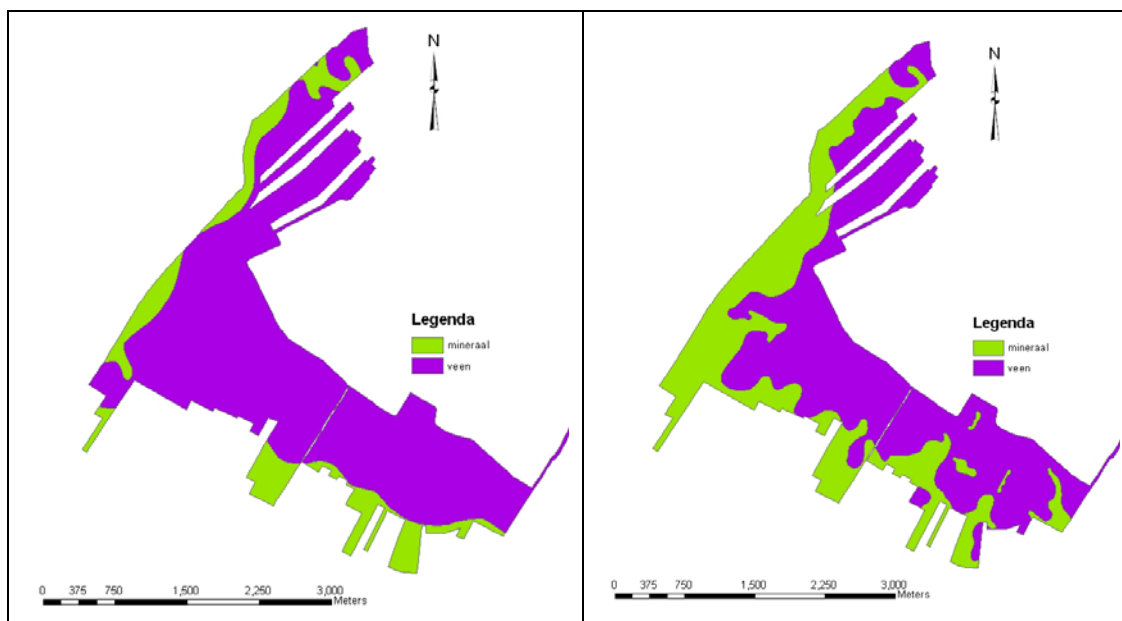 N
Legenda
mineraal
veen
0 375 750 1,500 2,250 3,000
Meters
N
Legenda
mineraal
veen
0 375 750 1,500 2,250 3,000
Meters